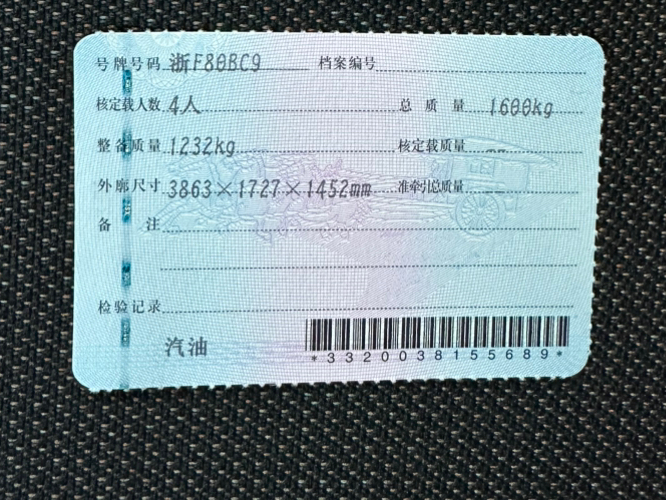 号牌号码 浙F80BC9 档案编号
核定载人数 4人 总质量 1600kg
整备质量 1232kg 核定载质量 --
外廓尺寸 3863×1727×1452mm 准牵引总质量 --
备注
检验记录
汽油
*3320038155689*